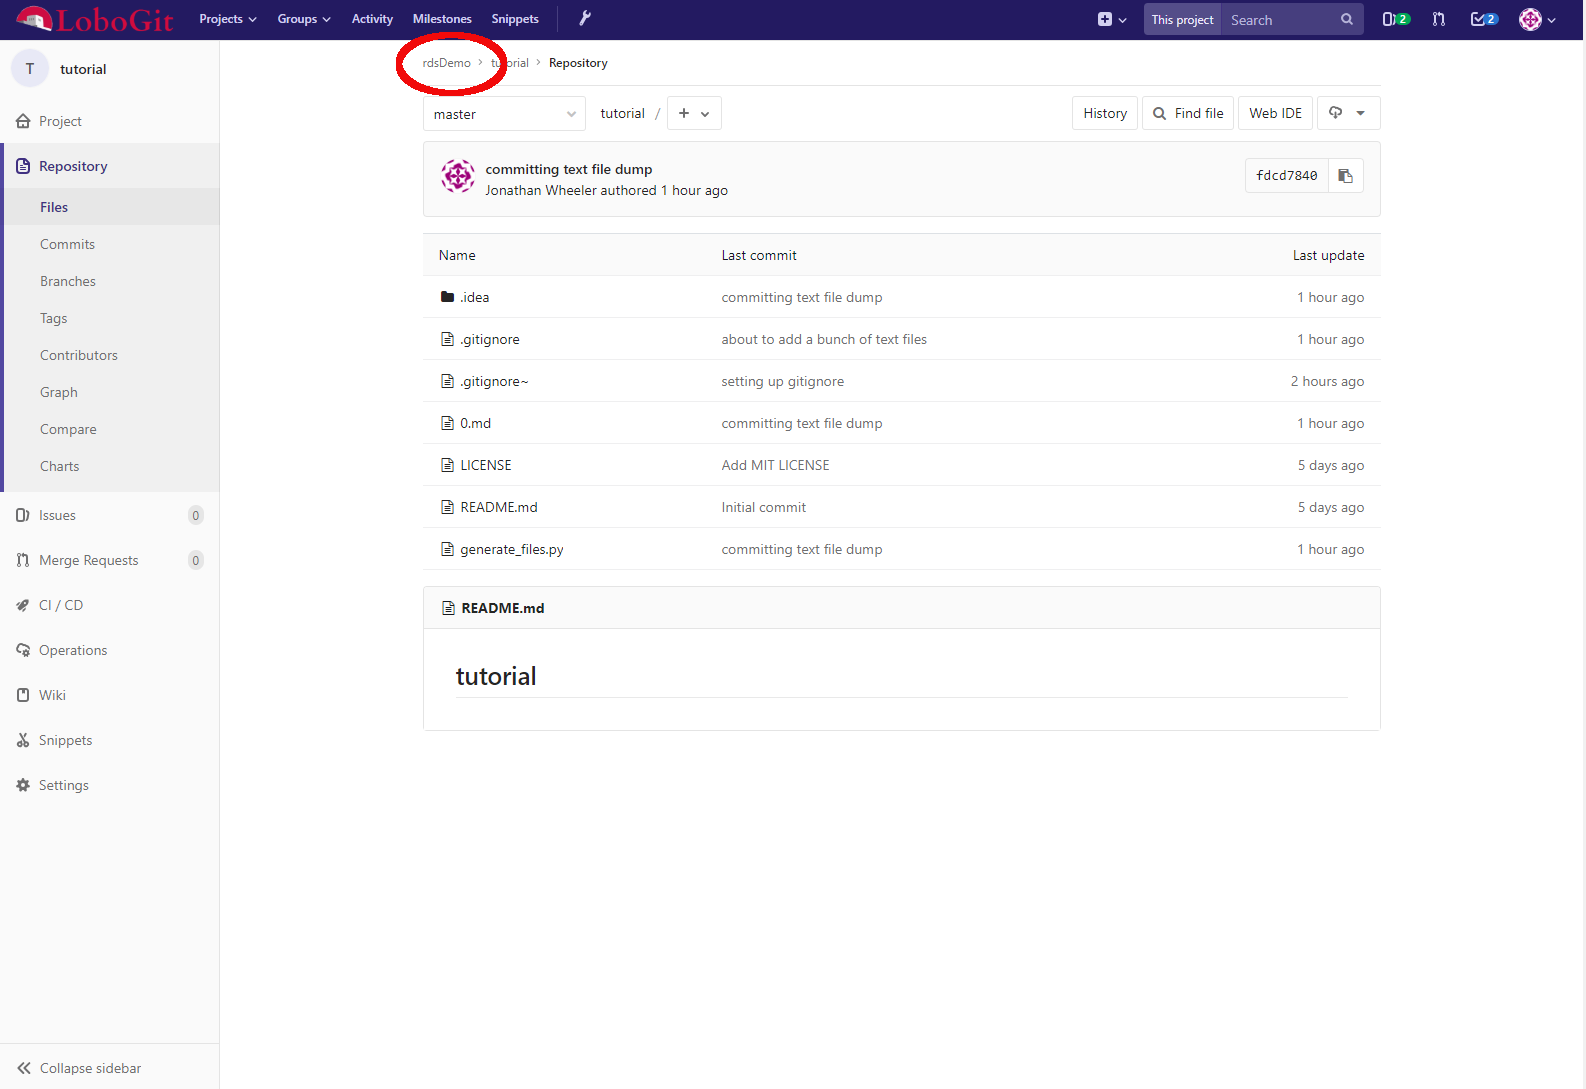 LoboGit Projects Groups Activity Milestones Snippets This project Search 2 2
T tutorial
rdsDemo › tutorial › Repository
master tutorial / +
History Find file Web IDE
Project
Repository
Files
Commits
Branches
Tags
Contributors
Graph
Compare
Charts
Issues 0
Merge Requests 0
CI / CD
Operations
Wiki
Snippets
Settings
Collapse sidebar
committing text file dump
Jonathan Wheeler authored 1 hour ago
fdcd7840
Name Last commit Last update
.idea committing text file dump 1 hour ago
.gitignore about to add a bunch of text files 1 hour ago
.gitignore~ setting up gitignore 2 hours ago
0.md committing text file dump 1 hour ago
LICENSE Add MIT LICENSE 5 days ago
README.md Initial commit 5 days ago
generate_files.py committing text file dump 1 hour ago
README.md
tutorial